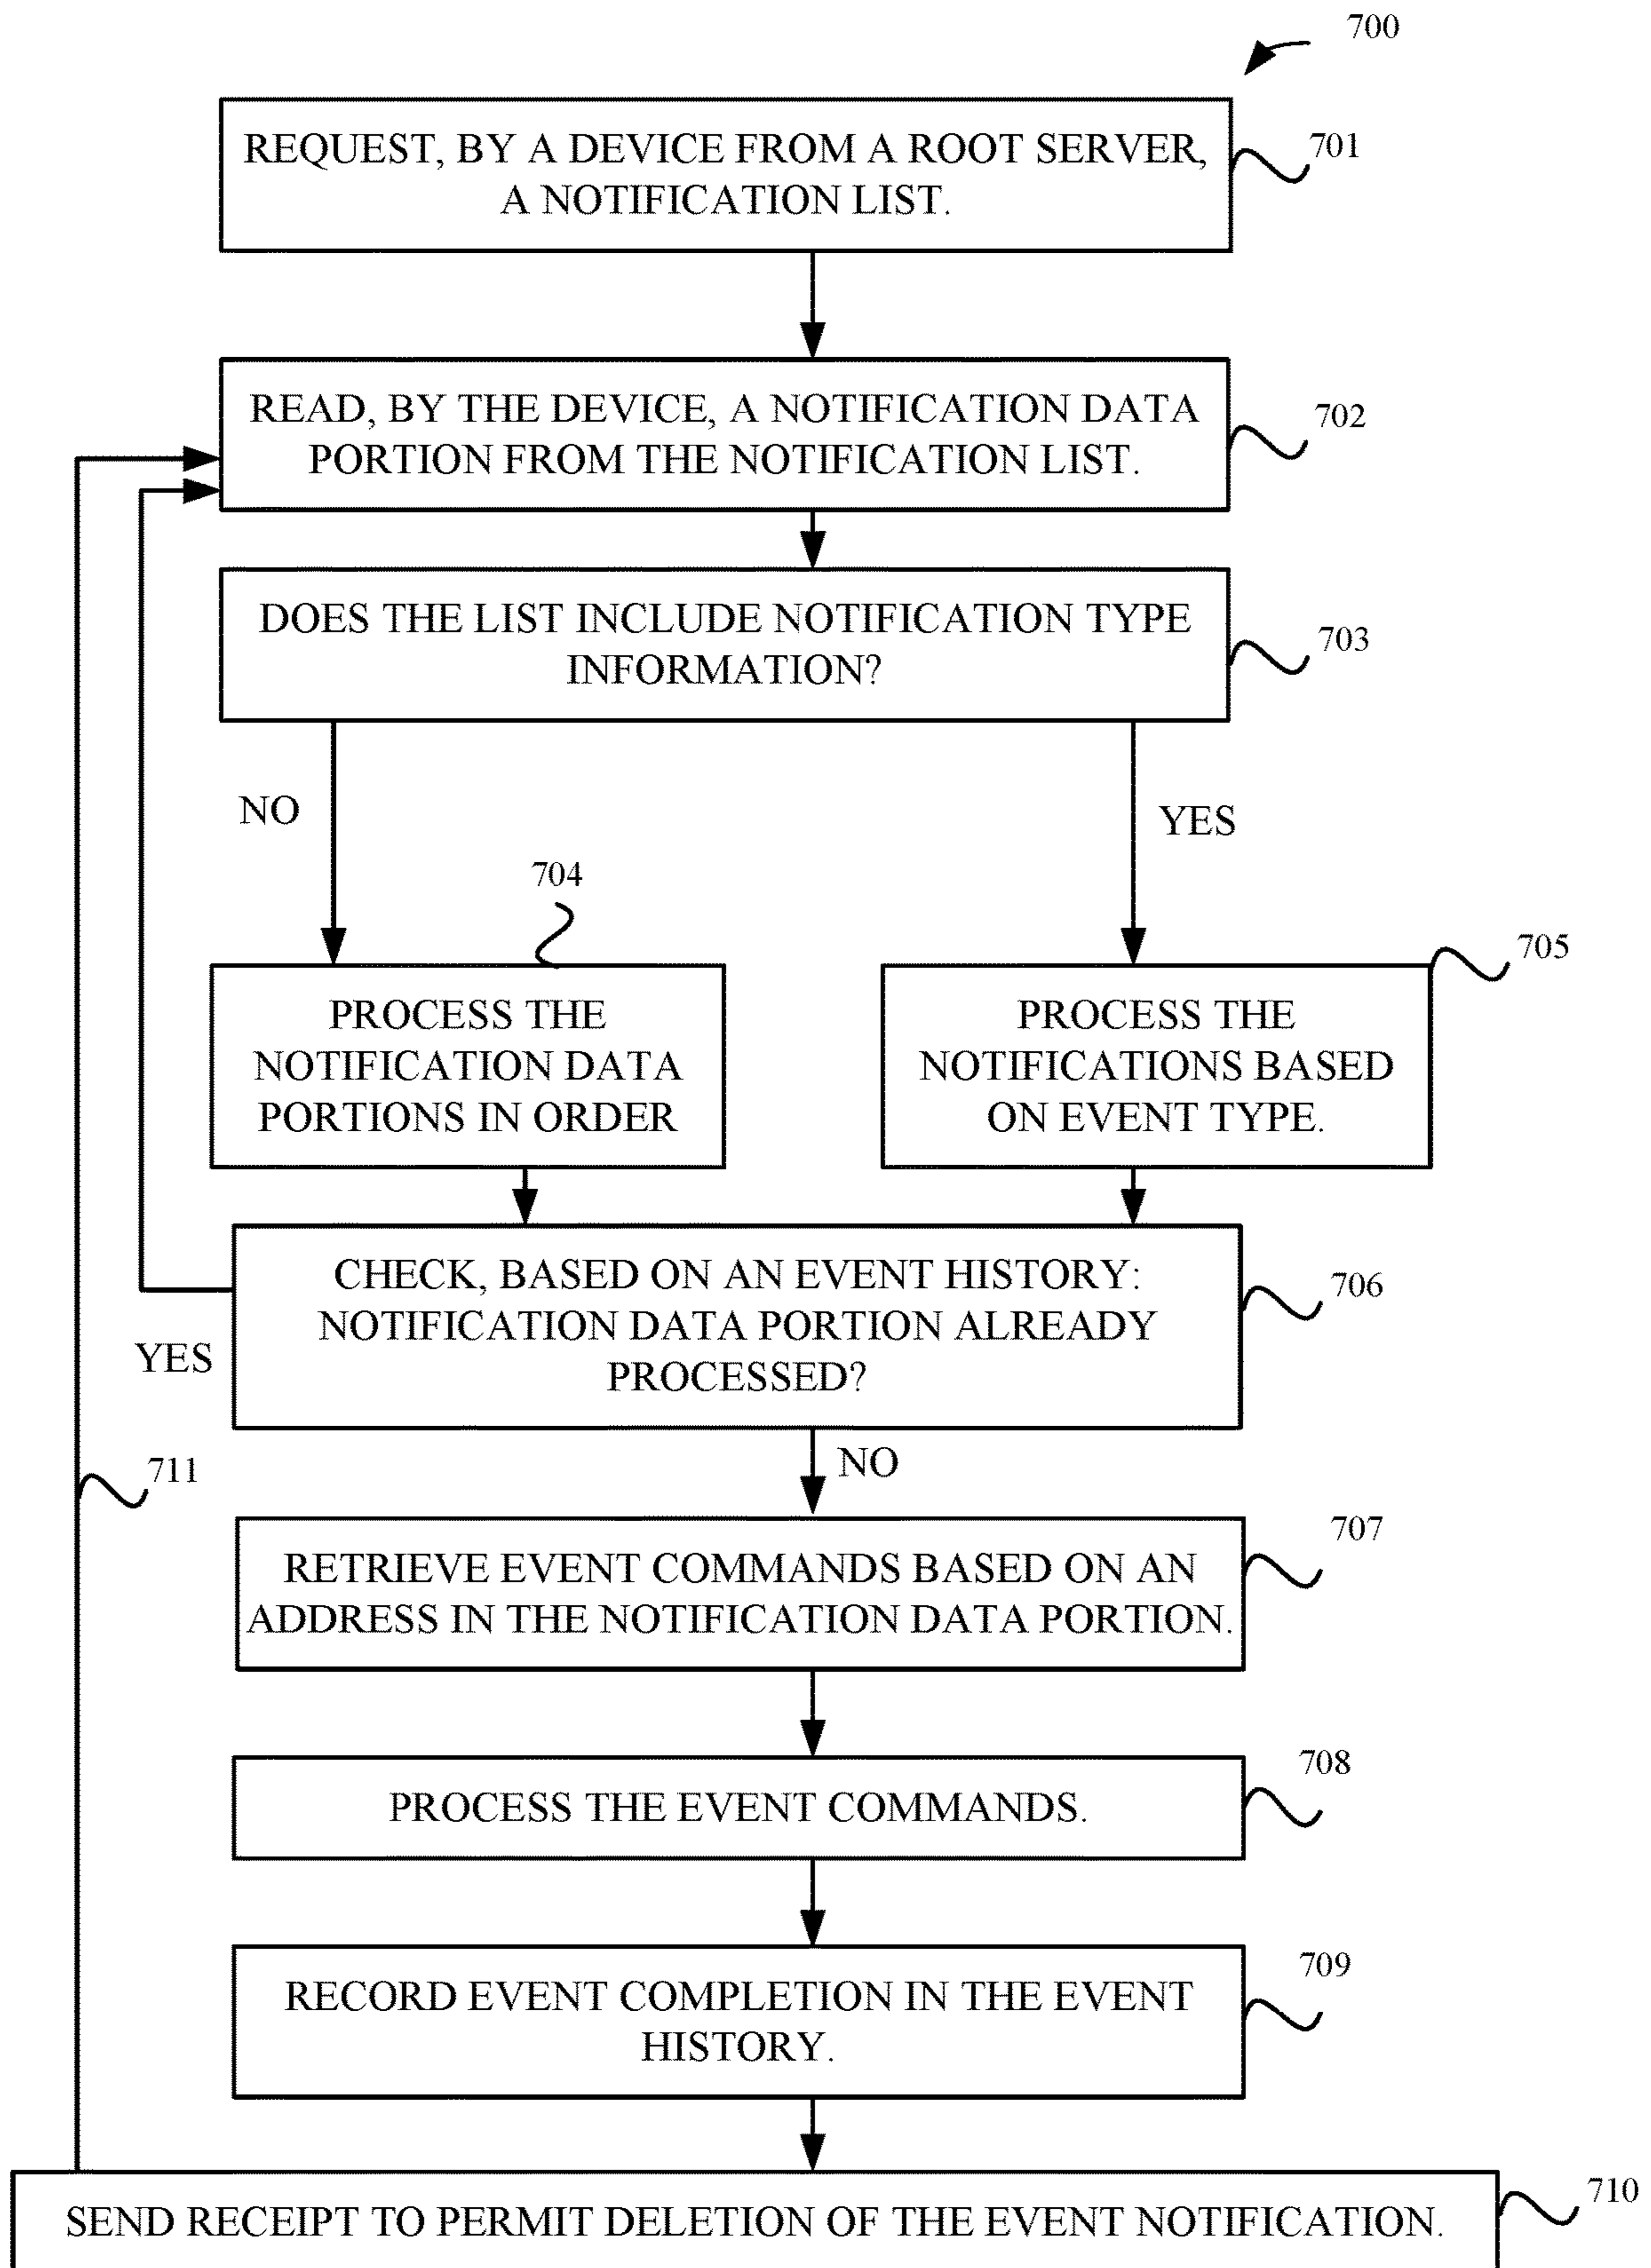 700
REQUEST, BY A DEVICE FROM A ROOT SERVER,
A NOTIFICATION LIST.
701
READ, BY THE DEVICE, A NOTIFICATION DATA
PORTION FROM THE NOTIFICATION LIST.
702
DOES THE LIST INCLUDE NOTIFICATION TYPE
INFORMATION?
703
NO
YES
704
PROCESS THE
NOTIFICATION DATA
PORTIONS IN ORDER
705
PROCESS THE
NOTIFICATIONS BASED
ON EVENT TYPE.
CHECK, BASED ON AN EVENT HISTORY:
NOTIFICATION DATA PORTION ALREADY
PROCESSED?
706
YES
NO
711
RETRIEVE EVENT COMMANDS BASED ON AN
ADDRESS IN THE NOTIFICATION DATA PORTION.
707
PROCESS THE EVENT COMMANDS.
708
RECORD EVENT COMPLETION IN THE EVENT
HISTORY.
709
SEND RECEIPT TO PERMIT DELETION OF THE EVENT NOTIFICATION.
710